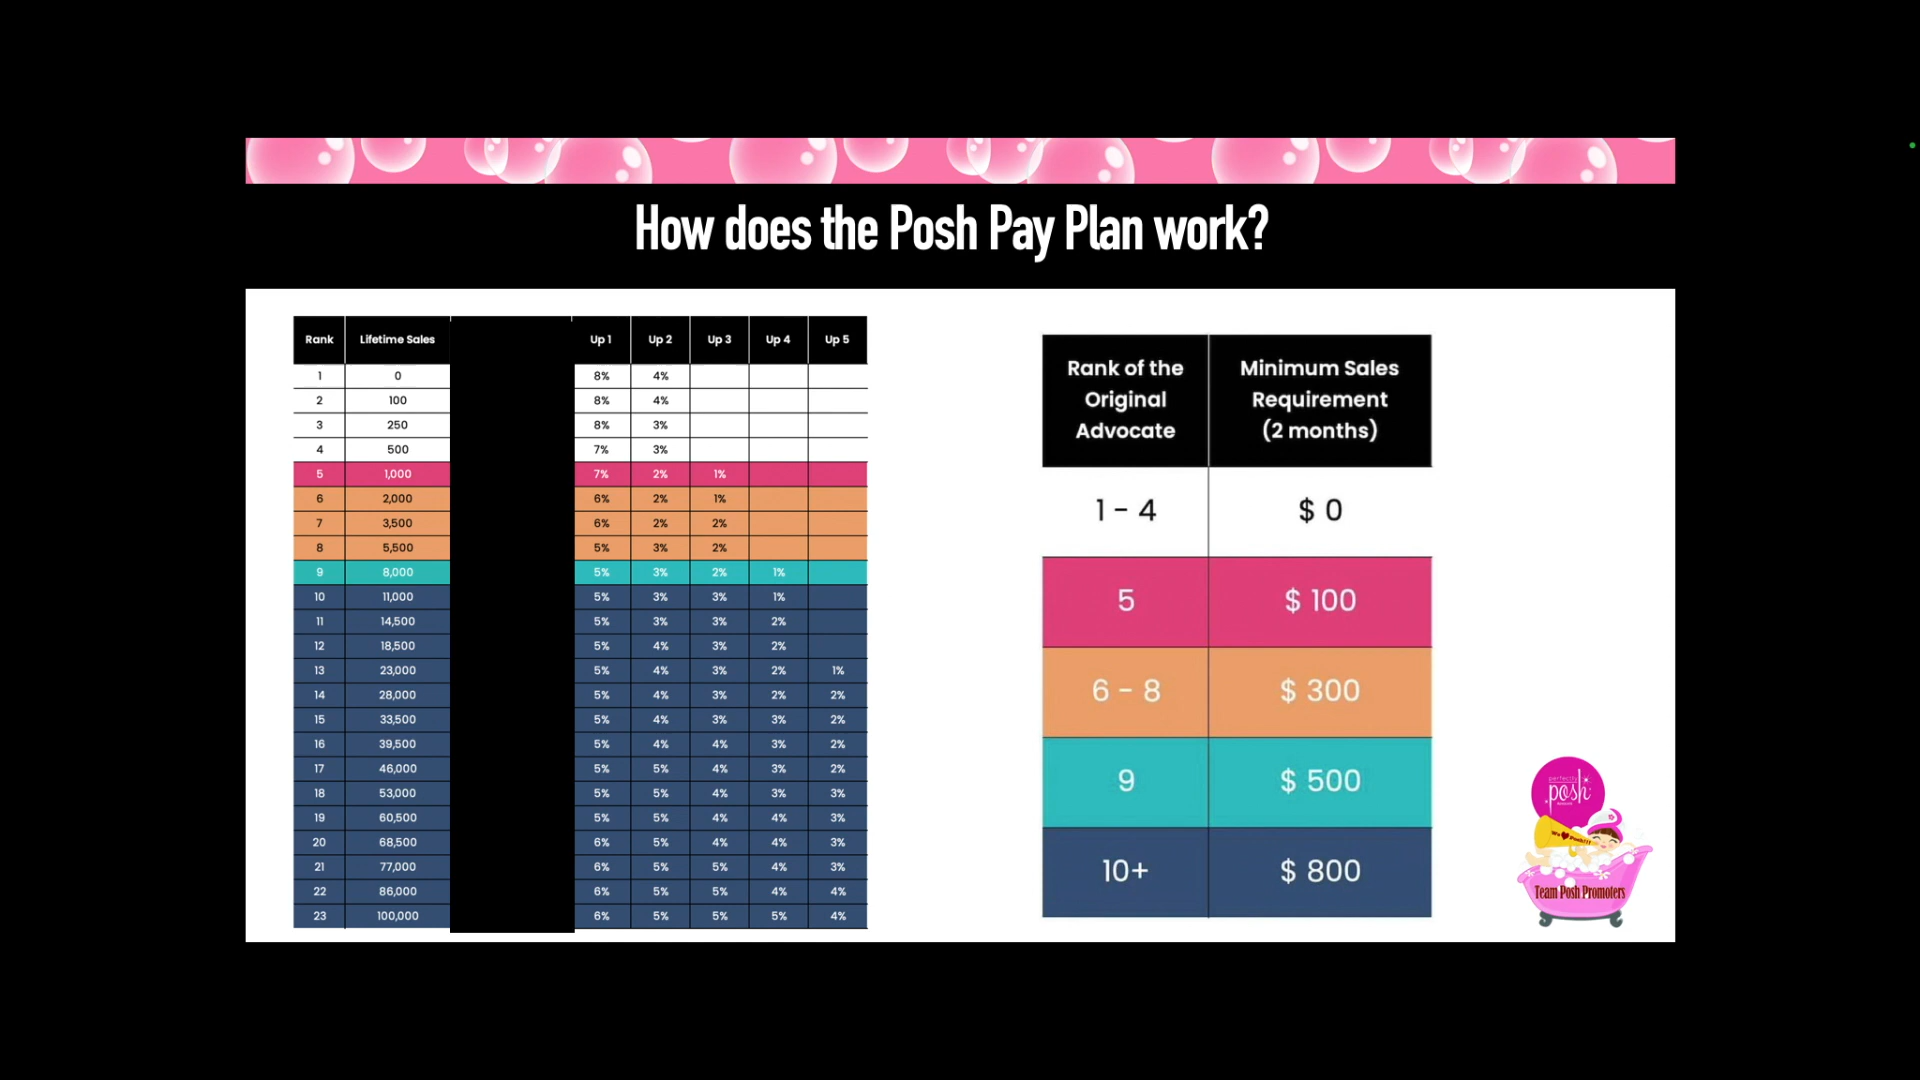 How does the Posh Pay Plan work?
Rank Lifetime Sales Up 1 Up 2 Up 3 Up 4 Up 5
1 0 8% 4%
2 100 8% 4%
3 250 8% 3%
4 500 7% 3%
5 1,000 7% 2% 1%
6 2,000 6% 2% 1%
7 3,500 6% 2% 2%
8 5,500 5% 3% 2%
9 8,000 5% 3% 2% 1%
10 11,000 5% 3% 3% 1%
11 14,500 5% 3% 3% 2%
12 18,500 5% 4% 3% 2%
13 23,000 5% 4% 3% 2% 1%
14 28,000 5% 4% 3% 2% 2%
15 33,500 5% 4% 3% 3% 2%
16 39,500 5% 4% 4% 3% 2%
17 46,000 5% 5% 4% 3% 2%
18 53,000 5% 5% 4% 3% 3%
19 60,500 5% 5% 4% 4% 3%
20 68,500 6% 5% 4% 4% 3%
21 77,000 6% 5% 5% 4% 3%
22 86,000 6% 5% 5% 4% 4%
23 100,000 6% 5% 5% 5% 4%
Rank of the
Original
Advocate
Minimum Sales
Requirement
(2 months)
1 - 4 $ 0
5 $ 100
6 - 8 $ 300
9 $ 500
10+ $ 800
perfectly
posh
We Posh!!!
Team Posh Promoters